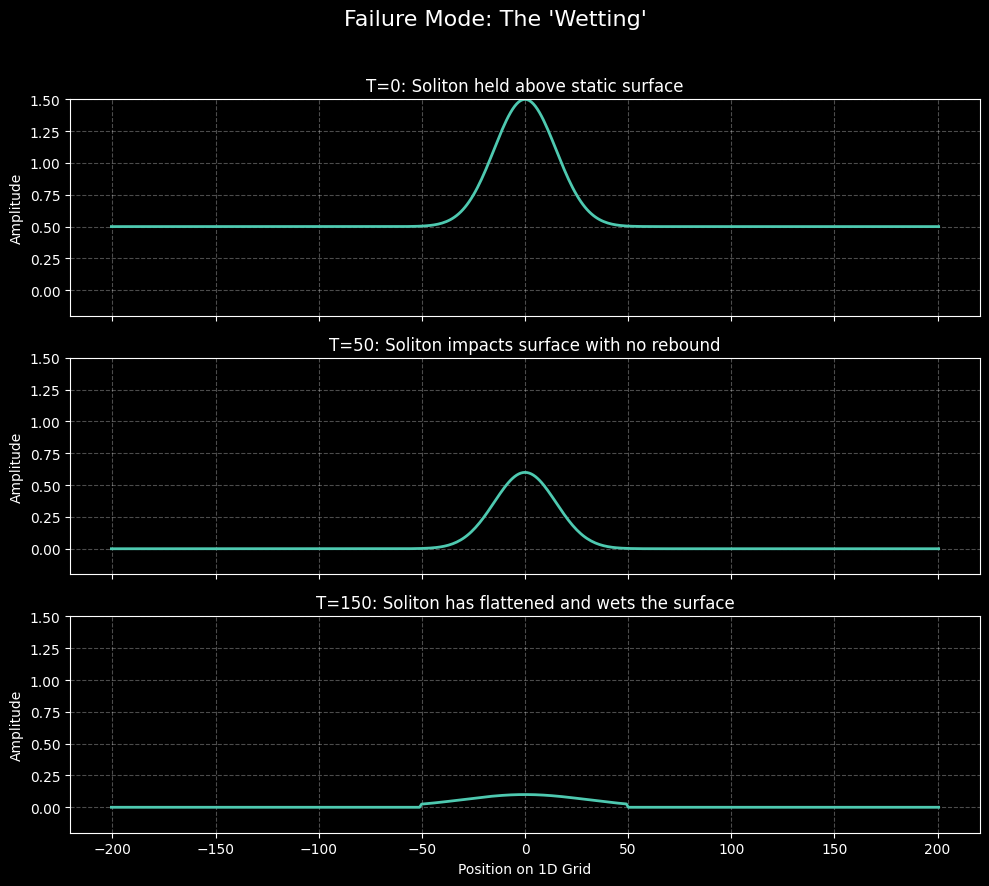 Failure Mode: The 'Wetting'
T=0: Soliton held above static surface
1.50
1.25
1.00
0.75
0.50
0.25
0.00
Amplitude
T=50: Soliton impacts surface with no rebound
1.50
1.25
1.00
0.75
0.50
0.25
0.00
Amplitude
T=150: Soliton has flattened and wets the surface
1.50
1.25
1.00
0.75
0.50
0.25
0.00
Amplitude
−200 −150 −100 −50 0 50 100 150 200
Position on 1D Grid